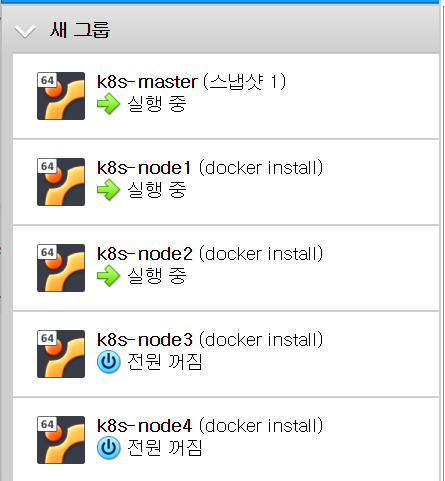 새 그룹
64
k8s-master (스냅샷 1)
실행 중
64
k8s-node1 (docker install)
실행 중
64
k8s-node2 (docker install)
실행 중
64
k8s-node3 (docker install)
전원 꺼짐
64
k8s-node4 (docker install)
전원 꺼짐